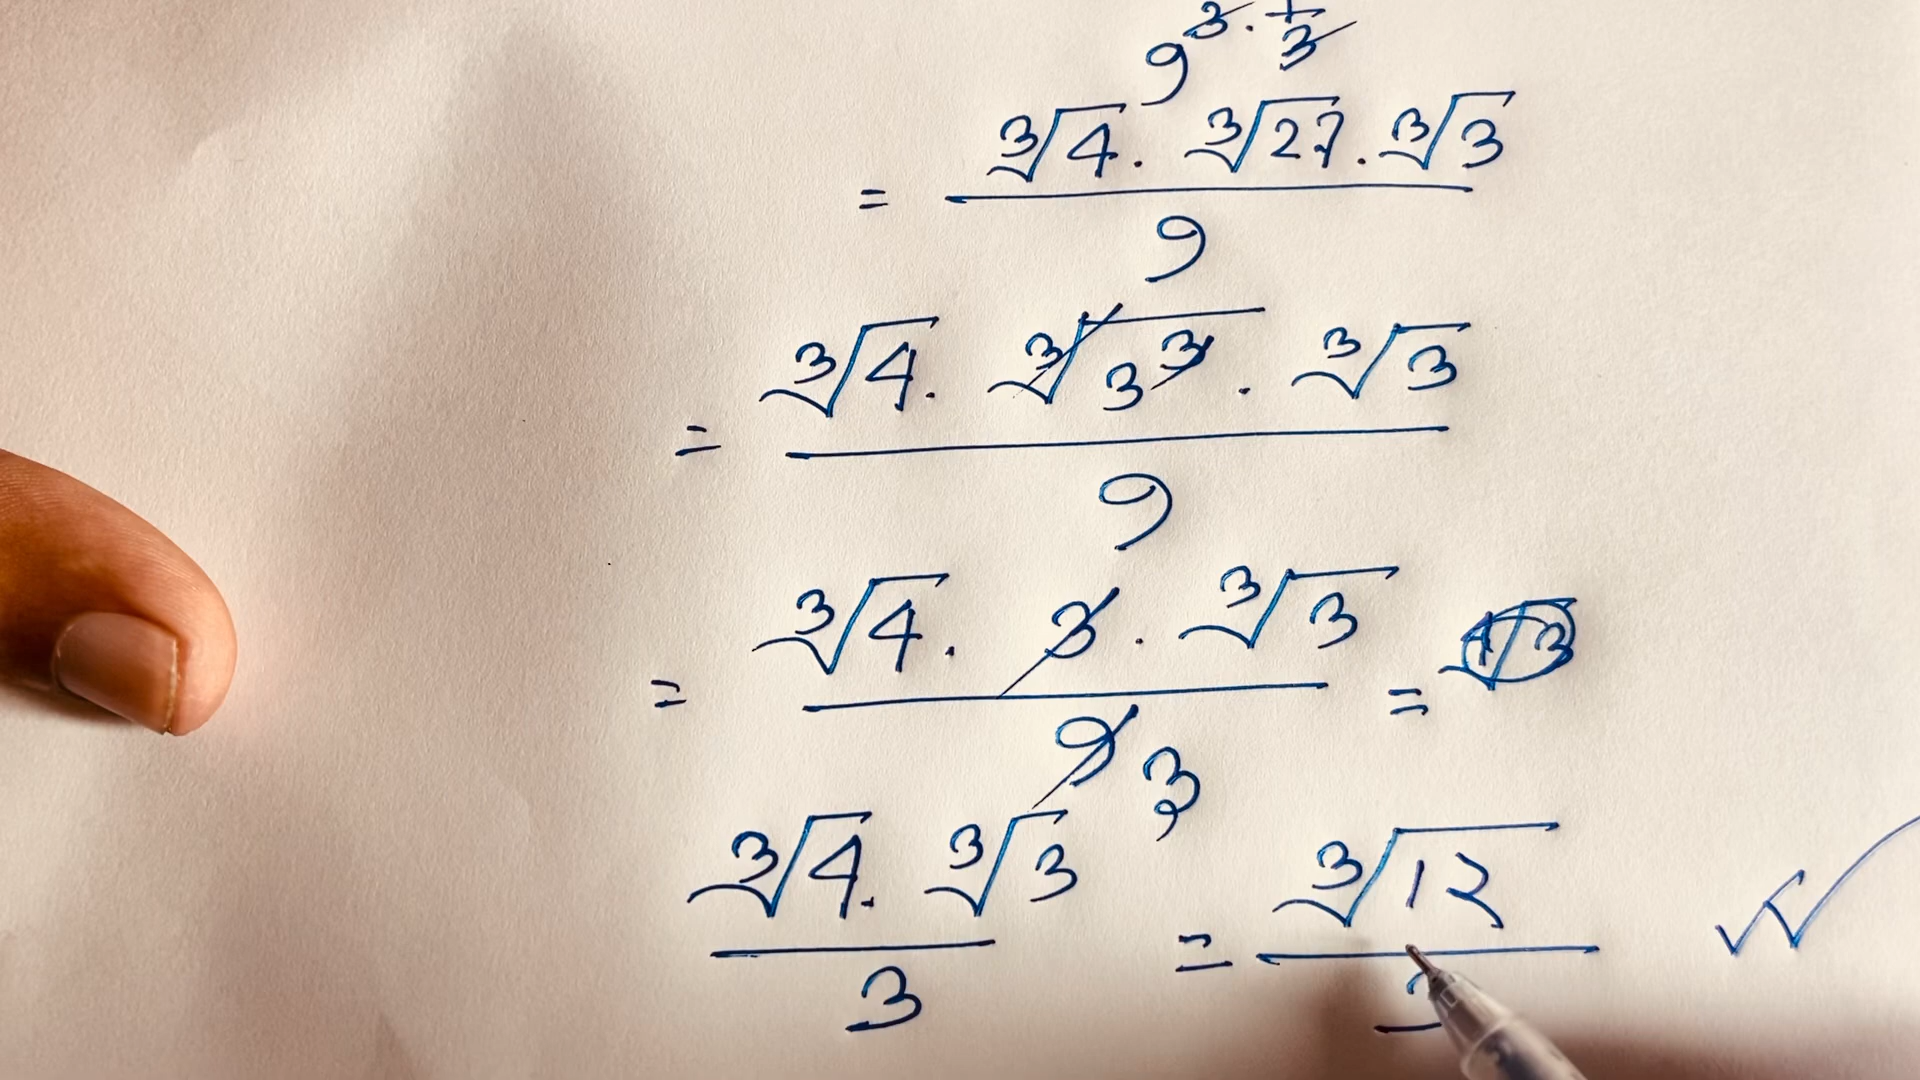 9^{3 · 1/3}
= (∛4 · ∛27 · ∛3) / 9
= (∛4 · ∛3³ · ∛3) / 9
= (∛4 · 3 · ∛3) / 9 3 =
(∛4 · ∛3) / 3 = ∛12 / 3